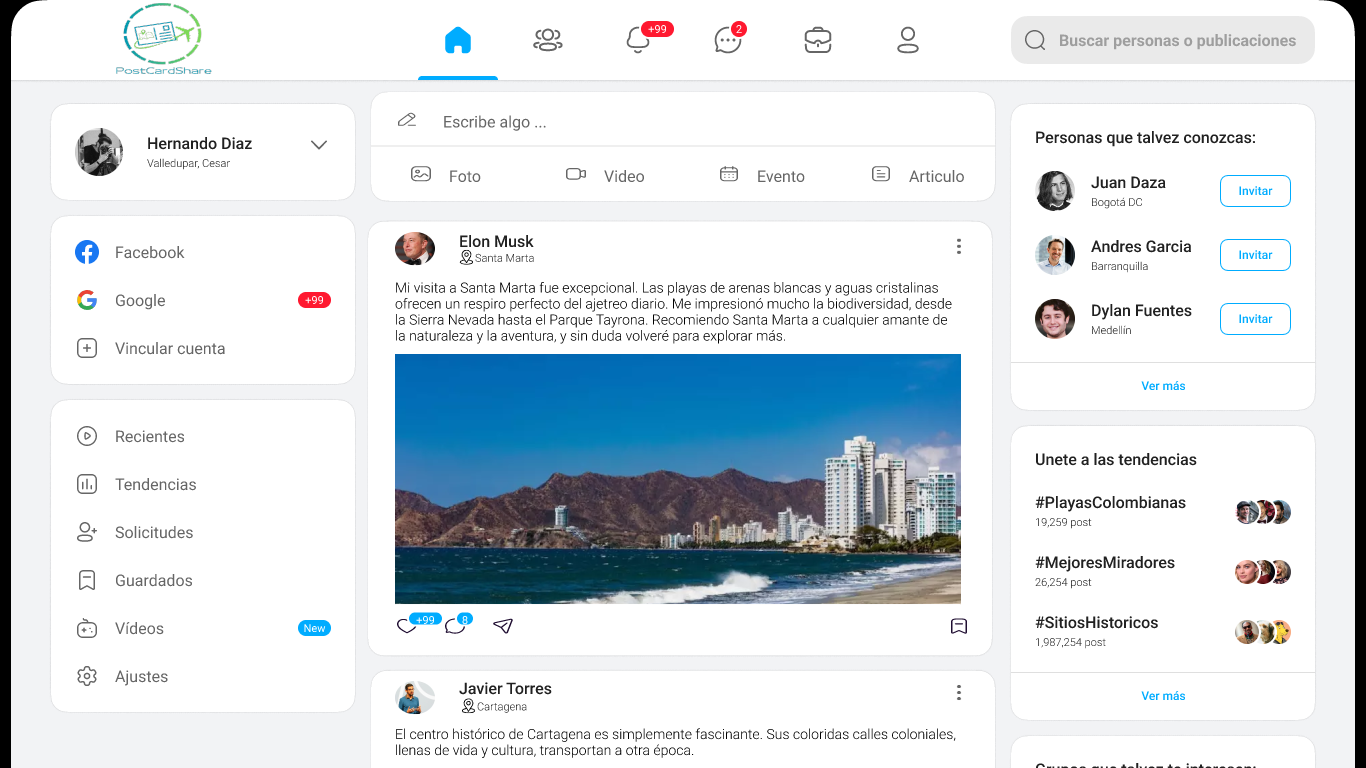 PostCardShare
+99
2
Buscar personas o publicaciones
Hernando Diaz
Valledupar, Cesar
Facebook
Google
+99
Vincular cuenta
Recientes
Tendencias
Solicitudes
Guardados
Vídeos
New
Ajustes
Escribe algo ...
Foto
Video
Evento
Articulo
Elon Musk
Santa Marta
Mi visita a Santa Marta fue excepcional. Las playas de arenas blancas y aguas cristalinas
ofrecen un respiro perfecto del ajetreo diario. Me impresionó mucho la biodiversidad, desde
la Sierra Nevada hasta el Parque Tayrona. Recomiendo Santa Marta a cualquier amante de
la naturaleza y la aventura, y sin duda volveré para explorar más.
+99
8
Javier Torres
Cartagena
El centro histórico de Cartagena es simplemente fascinante. Sus coloridas calles coloniales,
llenas de vida y cultura, transportan a otra época.
Personas que talvez conozcas:
Juan Daza
Bogotá DC
Invitar
Andres Garcia
Barranquilla
Invitar
Dylan Fuentes
Medellín
Invitar
Ver más
Unete a las tendencias
#PlayasColombianas
19,259 post
#MejoresMiradores
26,254 post
#SitiosHistoricos
1,987,254 post
Ver más
Grupos que talvez te interesen: